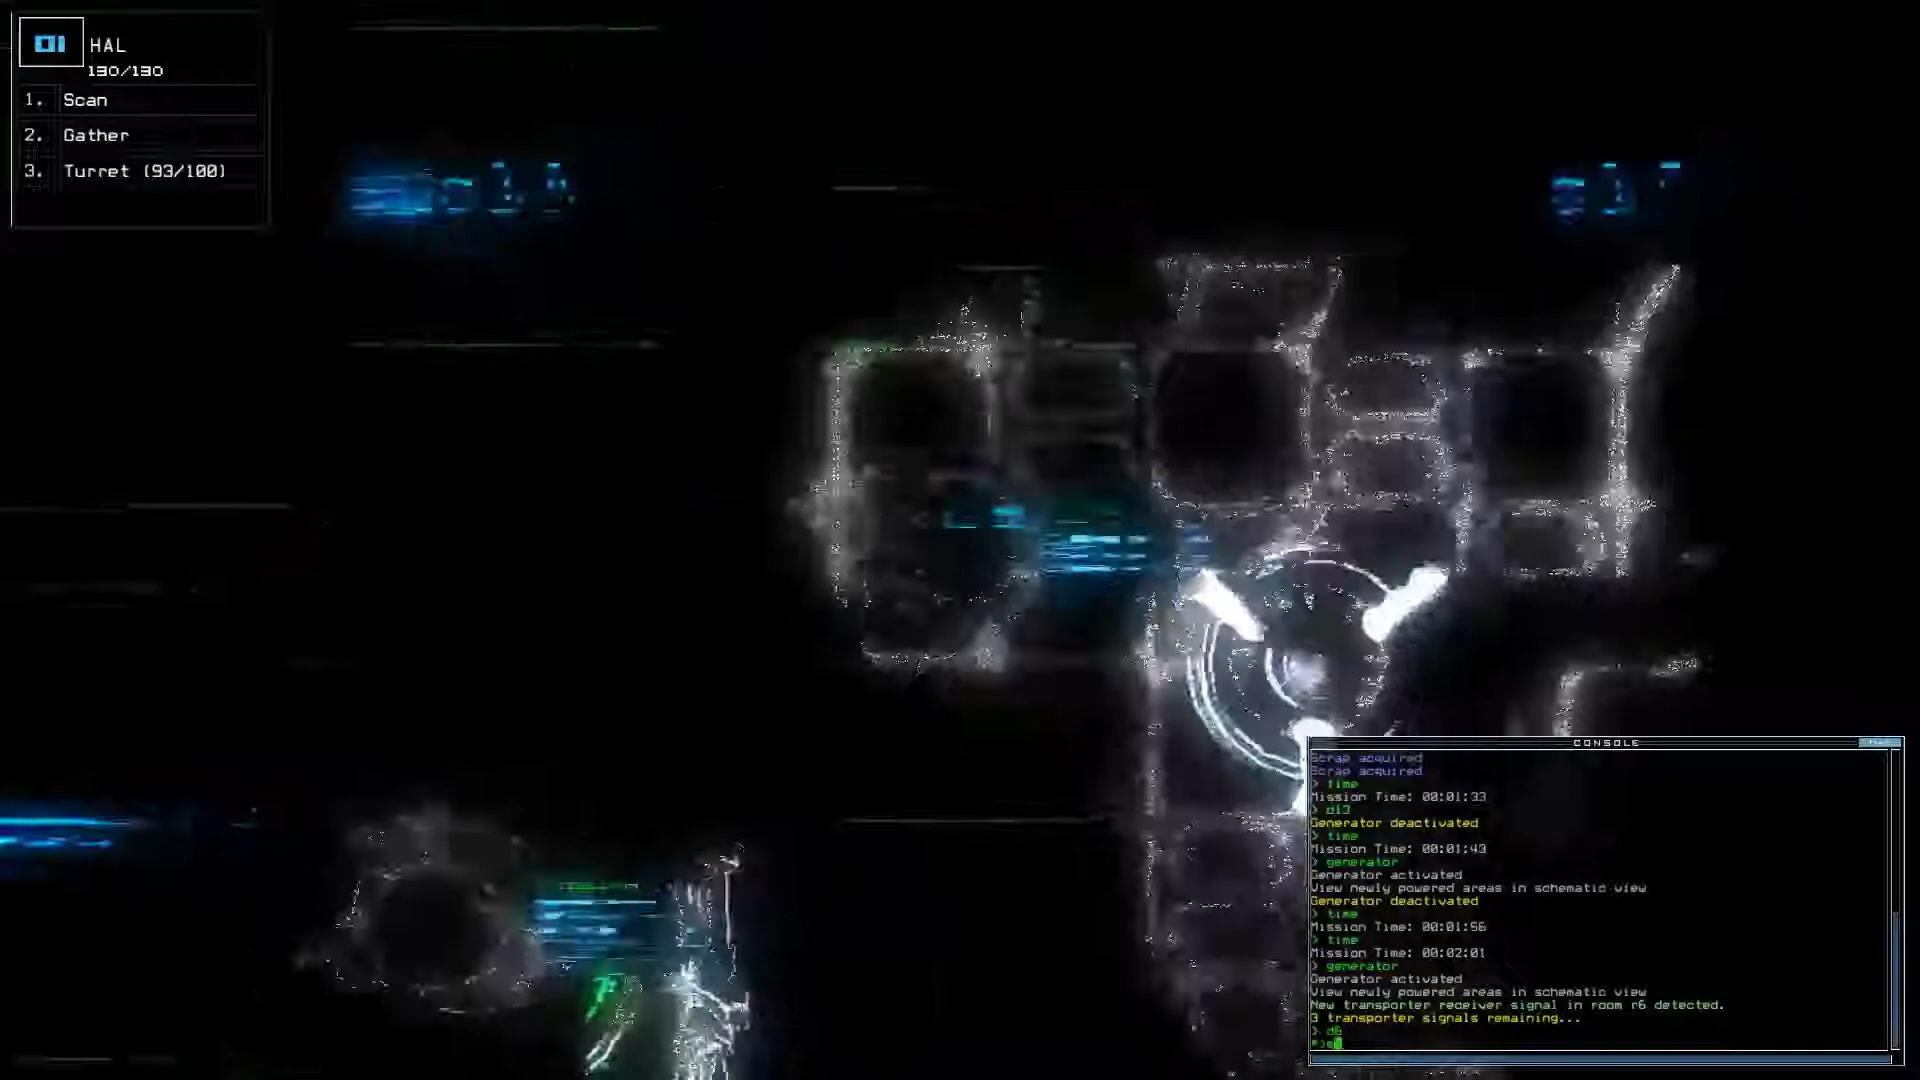 HAL
130/130
1. Scan
2. Gather
3. Turret (93/100)
CONSOLE
Scrap acquired
Scrap acquired
> time
Mission Time: 00:01:33
> d13
Generator deactivated
> time
Mission Time: 00:01:43
> generator
Generator activated
View newly powered areas in schematic view
Generator deactivated
> time
Mission Time: 00:01:56
> time
Mission Time: 00:02:01
> generator
Generator activated
View newly powered areas in schematic view
New transporter receiver signal in room r6 detected.
3 transporter signals remaining...
> d6